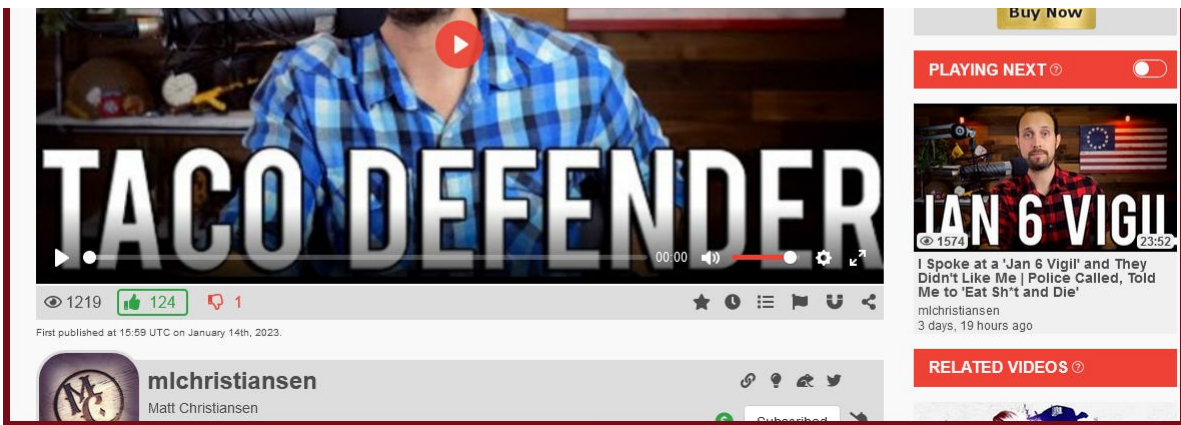 Buy Now
PLAYING NEXT
TACO DEFENDER
00:00
1219 124 1
First published at 15:59 UTC on January 14th, 2023.
JAN 6 VIGIL
1574 23:52
I Spoke at a 'Jan 6 Vigil' and They
Didn't Like Me | Police Called, Told
Me to 'Eat Sh*t and Die'
mlchristiansen
3 days, 19 hours ago
mlchristiansen
Matt Christiansen
Subscribed
RELATED VIDEOS